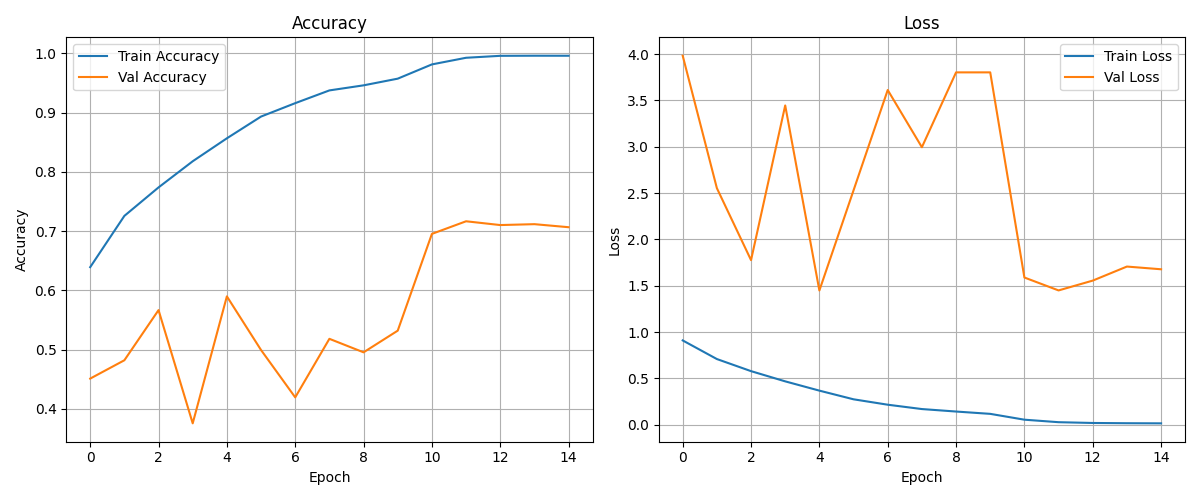 Accuracy
Train Accuracy
Val Accuracy
1.0
0.9
0.8
0.7
0.6
0.5
0.4
Accuracy
0 2 4 6 8 10 12 14
Epoch
Loss
Train Loss
Val Loss
4.0
3.5
3.0
2.5
2.0
1.5
1.0
0.5
0.0
Loss
0 2 4 6 8 10 12 14
Epoch